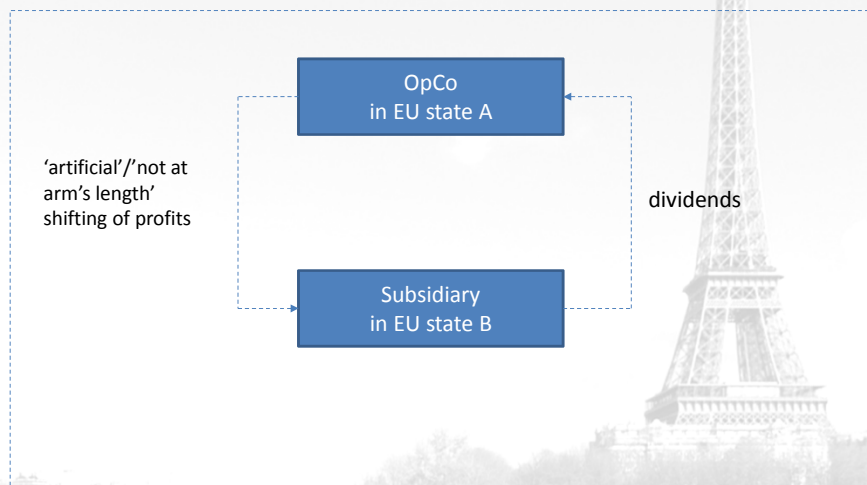 OpCo
in EU state A
‘artificial’/’not at
arm’s length’
shifting of profits
dividends
Subsidiary
in EU state B